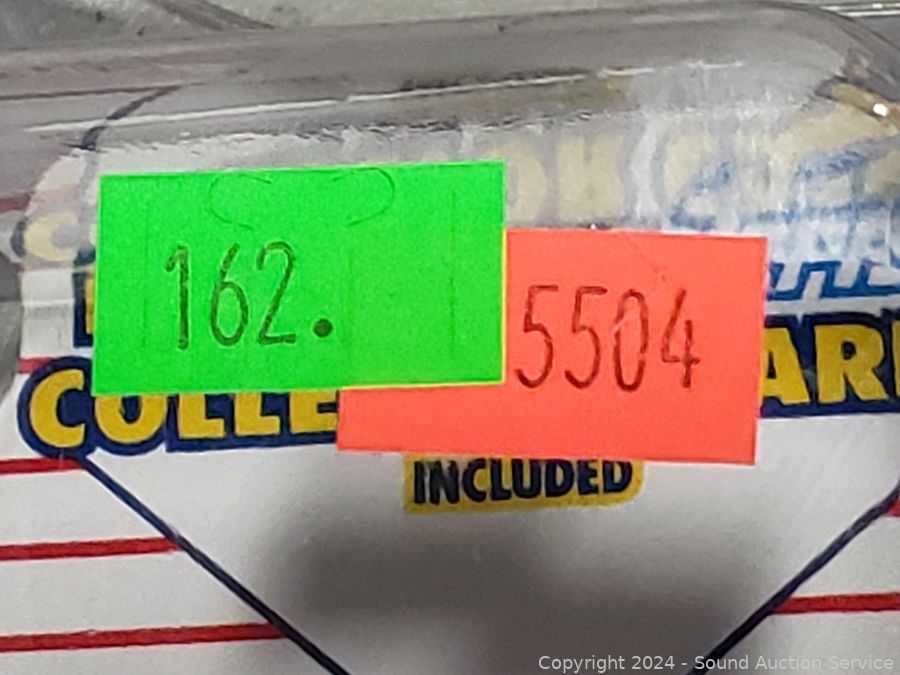 162.
5504
COLLE
ARI
INCLUDED
Copyright 2024 - Sound Auction Service